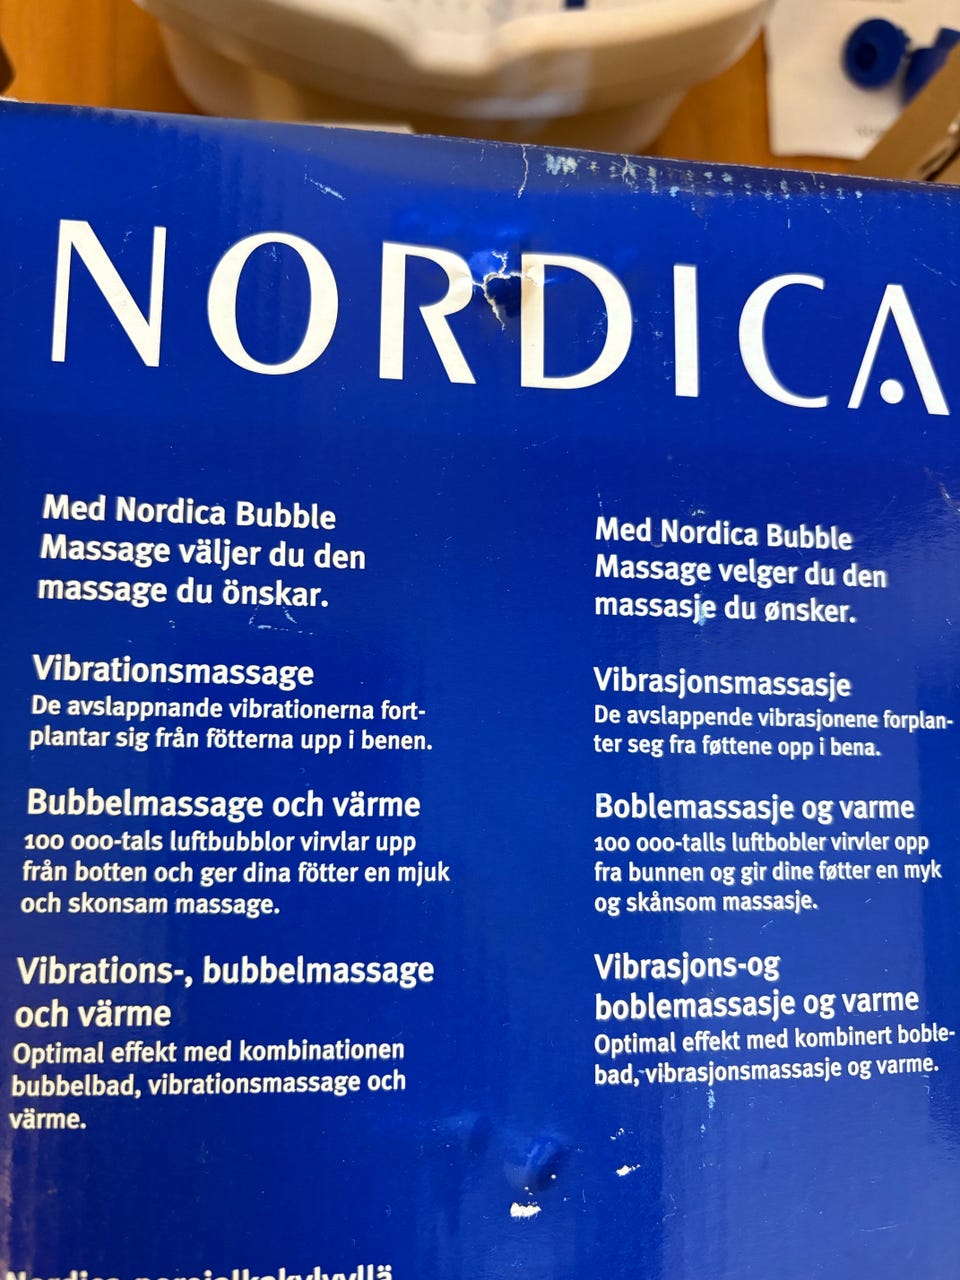 NORDICA
Med Nordica Bubble
Massage väljer du den
massage du önskar.
Vibrationsmassage
De avslappnande vibrationerna fort-
plantar sig från fötterna upp i benen.
Bubbelmassage och värme
100 000-tals luftbubblor virvlar upp
från botten och ger dina fötter en mjuk
och skonsam massage.
Vibrations-, bubbelmassage
och värme
Optimal effekt med kombinationen
bubbelbad, vibrationsmassage och
värme.
Med Nordica Bubble
Massage velger du den
massasje du ønsker.
Vibrasjonsmassasje
De avslappende vibrasjonene forplan-
ter seg fra føttene opp i bena.
Boblemassasje og varme
100 000-talls luftbobler virvler opp
fra bunnen og gir dine føtter en myk
og skånsom massasje.
Vibrasjons-og
boblemassasje og varme
Optimal effekt med kombinert boble-
bad, vibrasjonsmassasje og varme.
Nordica-porejalkakylvyllä